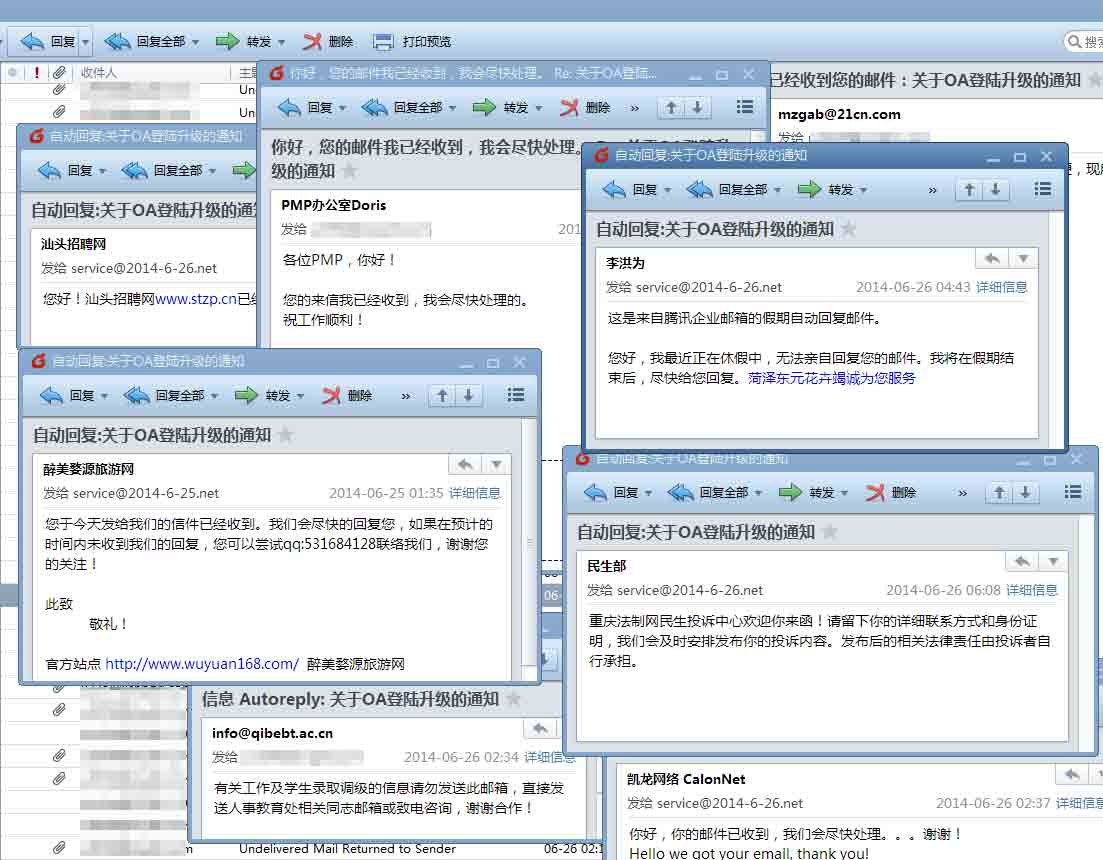 回复 回复全部 转发 删除 打印预览 搜索
收件人 主题
Un
Un
你好，您的邮件我已经收到，我会尽快处理。 Re: 关于OA登陆...
回复 回复全部 转发 删除 »
你好，您的邮件我已经收到，我会尽快处理。
级的通知
PMP办公室Doris
发给
201
各位PMP，你好！
您的来信我已经收到，我会尽快处理的。
祝工作顺利！
已经收到您的邮件：关于OA登陆升级的通知
mzgab@21cn.com
发给
自动回复:关于OA登陆升级的通知
回复 回复全部
自动回复:关于OA登陆升级的通
汕头招聘网
发给 service@2014-6-26.net
您好！汕头招聘网www.stzp.cn已经
自动回复:关于OA登陆升级的通知
回复 回复全部 转发 »
自动回复:关于OA登陆升级的通知
李洪为
发给 service@2014-6-26.net 2014-06-26 04:43 详细信息
这是来自腾讯企业邮箱的假期自动回复邮件。
您好，我最近正在休假中，无法亲自回复您的邮件。我将在假期结
束后，尽快给您回复。菏泽东元花卉竭诚为您服务
自动回复:关于OA登陆升级的通知
回复 回复全部 转发 删除 »
自动回复:关于OA登陆升级的通知
醉美婺源旅游网
发给 service@2014-6-25.net 2014-06-25 01:35 详细信息
您于今天发给我们的信件已经收到。我们会尽快的回复您，如果在预计的
时间内未收到我们的回复，您可以尝试qq:531684128联络我们，谢谢您
的关注！
此致
敬礼！
官方站点 http://www.wuyuan168.com/ 醉美婺源旅游网
06-
自动回复:关于OA登陆升级的通知
回复 回复全部 转发 删除 »
自动回复:关于OA登陆升级的通知
民生部
发给 service@2014-6-26.net 2014-06-26 06:08 详细信息
重庆法制网民生投诉中心欢迎你来函！请留下你的详细联系方式和身份证
明，我们会及时安排发布你的投诉内容。发布后的相关法律责任由投诉者自
行承担。
信息 Autoreply: 关于OA登陆升级的通知
info@qibebt.ac.cn
发给 2014-06-26 02:34 详细信息
有关工作及学生录取调级的信息请勿发送此邮箱，直接发
送人事教育处相关同志邮箱或致电咨询，谢谢合作！
凯龙网络 CalonNet
发给 service@2014-6-26.net 2014-06-26 02:37 详细信息
你好，你的邮件已收到，我们会尽快处理。。。谢谢！
Hello we got your email, thank you!
Undelivered Mail Returned to Sender 06-26 02:1